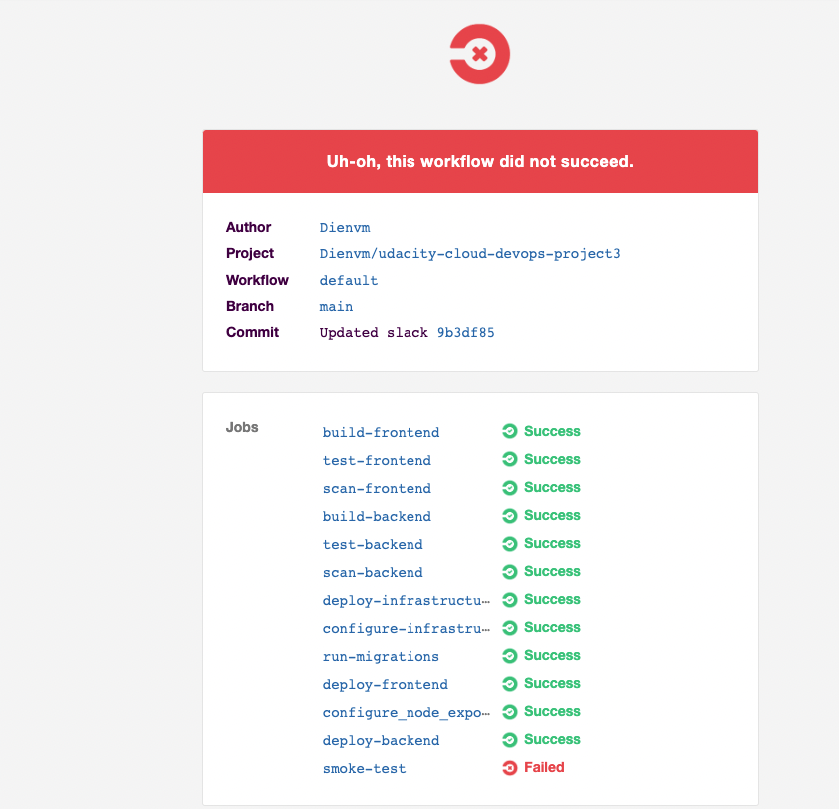 Uh-oh, this workflow did not succeed.
Author Dienvm
Project Dienvm/udacity-cloud-devops-project3
Workflow default
Branch main
Commit Updated slack 9b3df85
Jobs
build-frontend Success
test-frontend Success
scan-frontend Success
build-backend Success
test-backend Success
scan-backend Success
deploy-infrastructu… Success
configure-infrastru… Success
run-migrations Success
deploy-frontend Success
configure_node_expo… Success
deploy-backend Success
smoke-test Failed